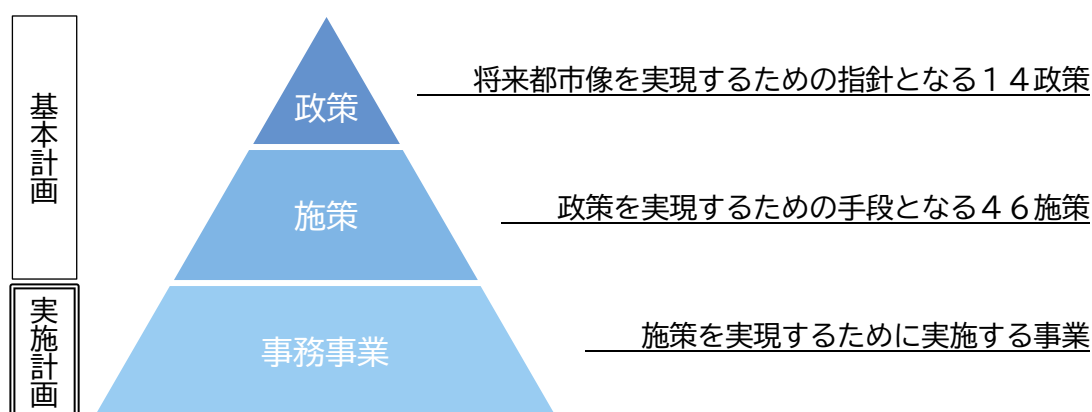 基本計画
政策
将来都市像を実現するための指針となる１４政策
施策
政策を実現するための手段となる４６施策
実施計画
事務事業
施策を実現するために実施する事業